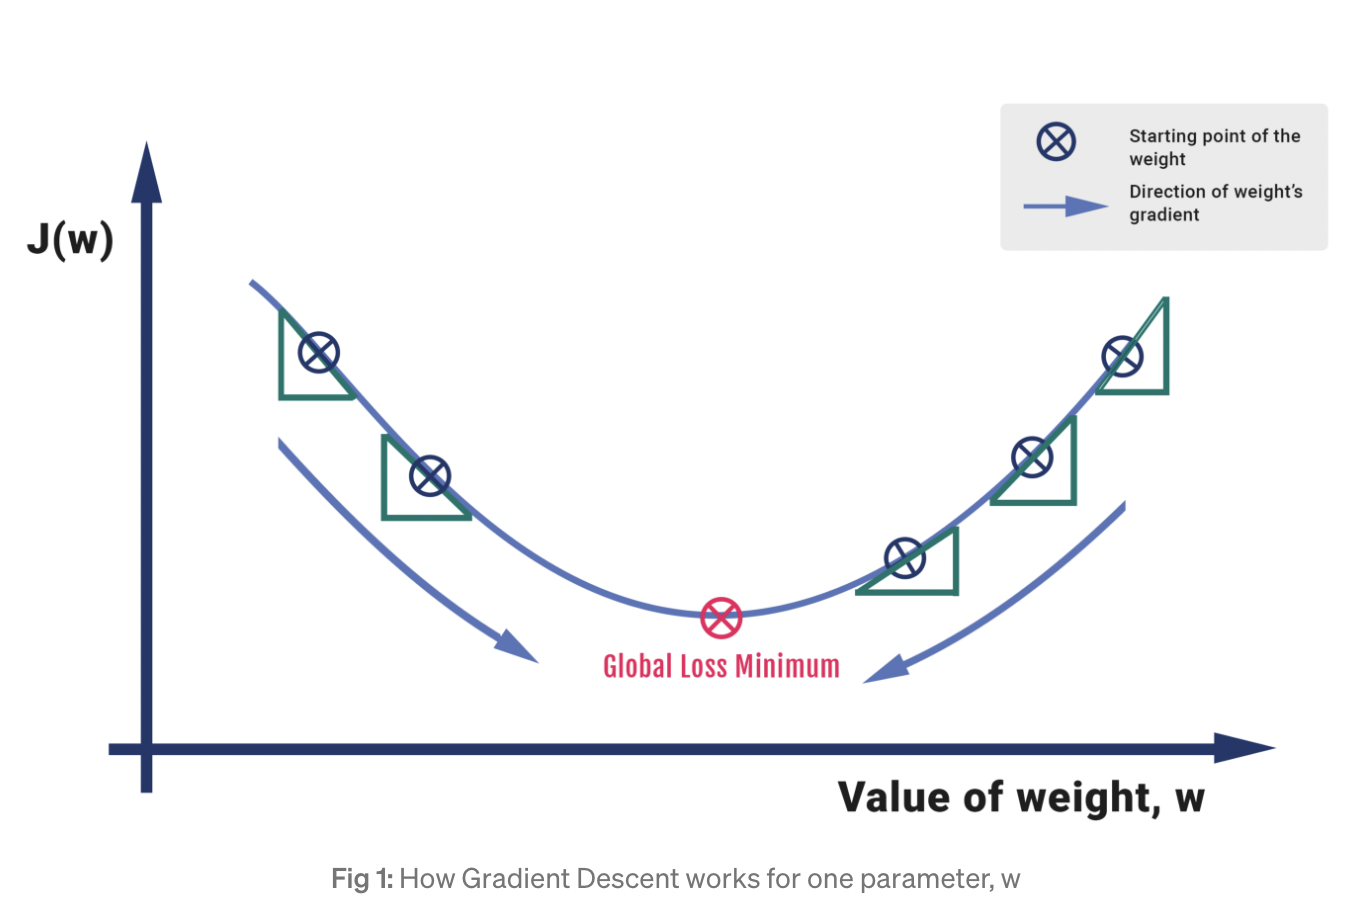 Starting point of the
weight
Direction of weight's
gradient
J(w)
Global Loss Minimum
Value of weight, w
Fig 1: How Gradient Descent works for one parameter, w